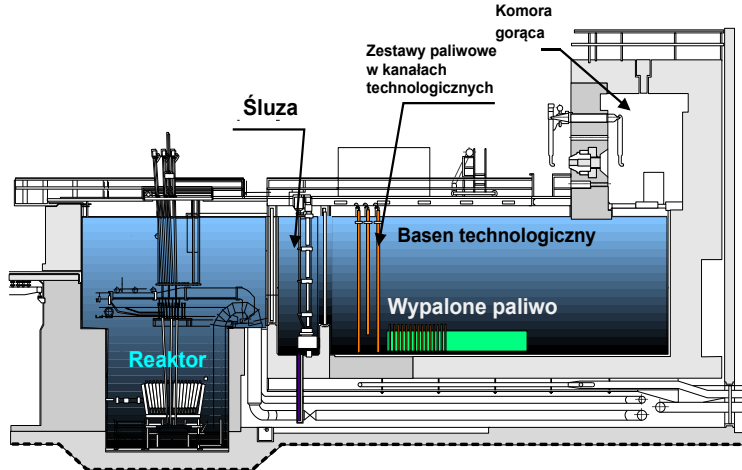 Komora
gorąca
Zestawy paliwowe
w kanałach
technologicznych
Śluza
Basen technologiczny
Wypalone paliwo
Reaktor